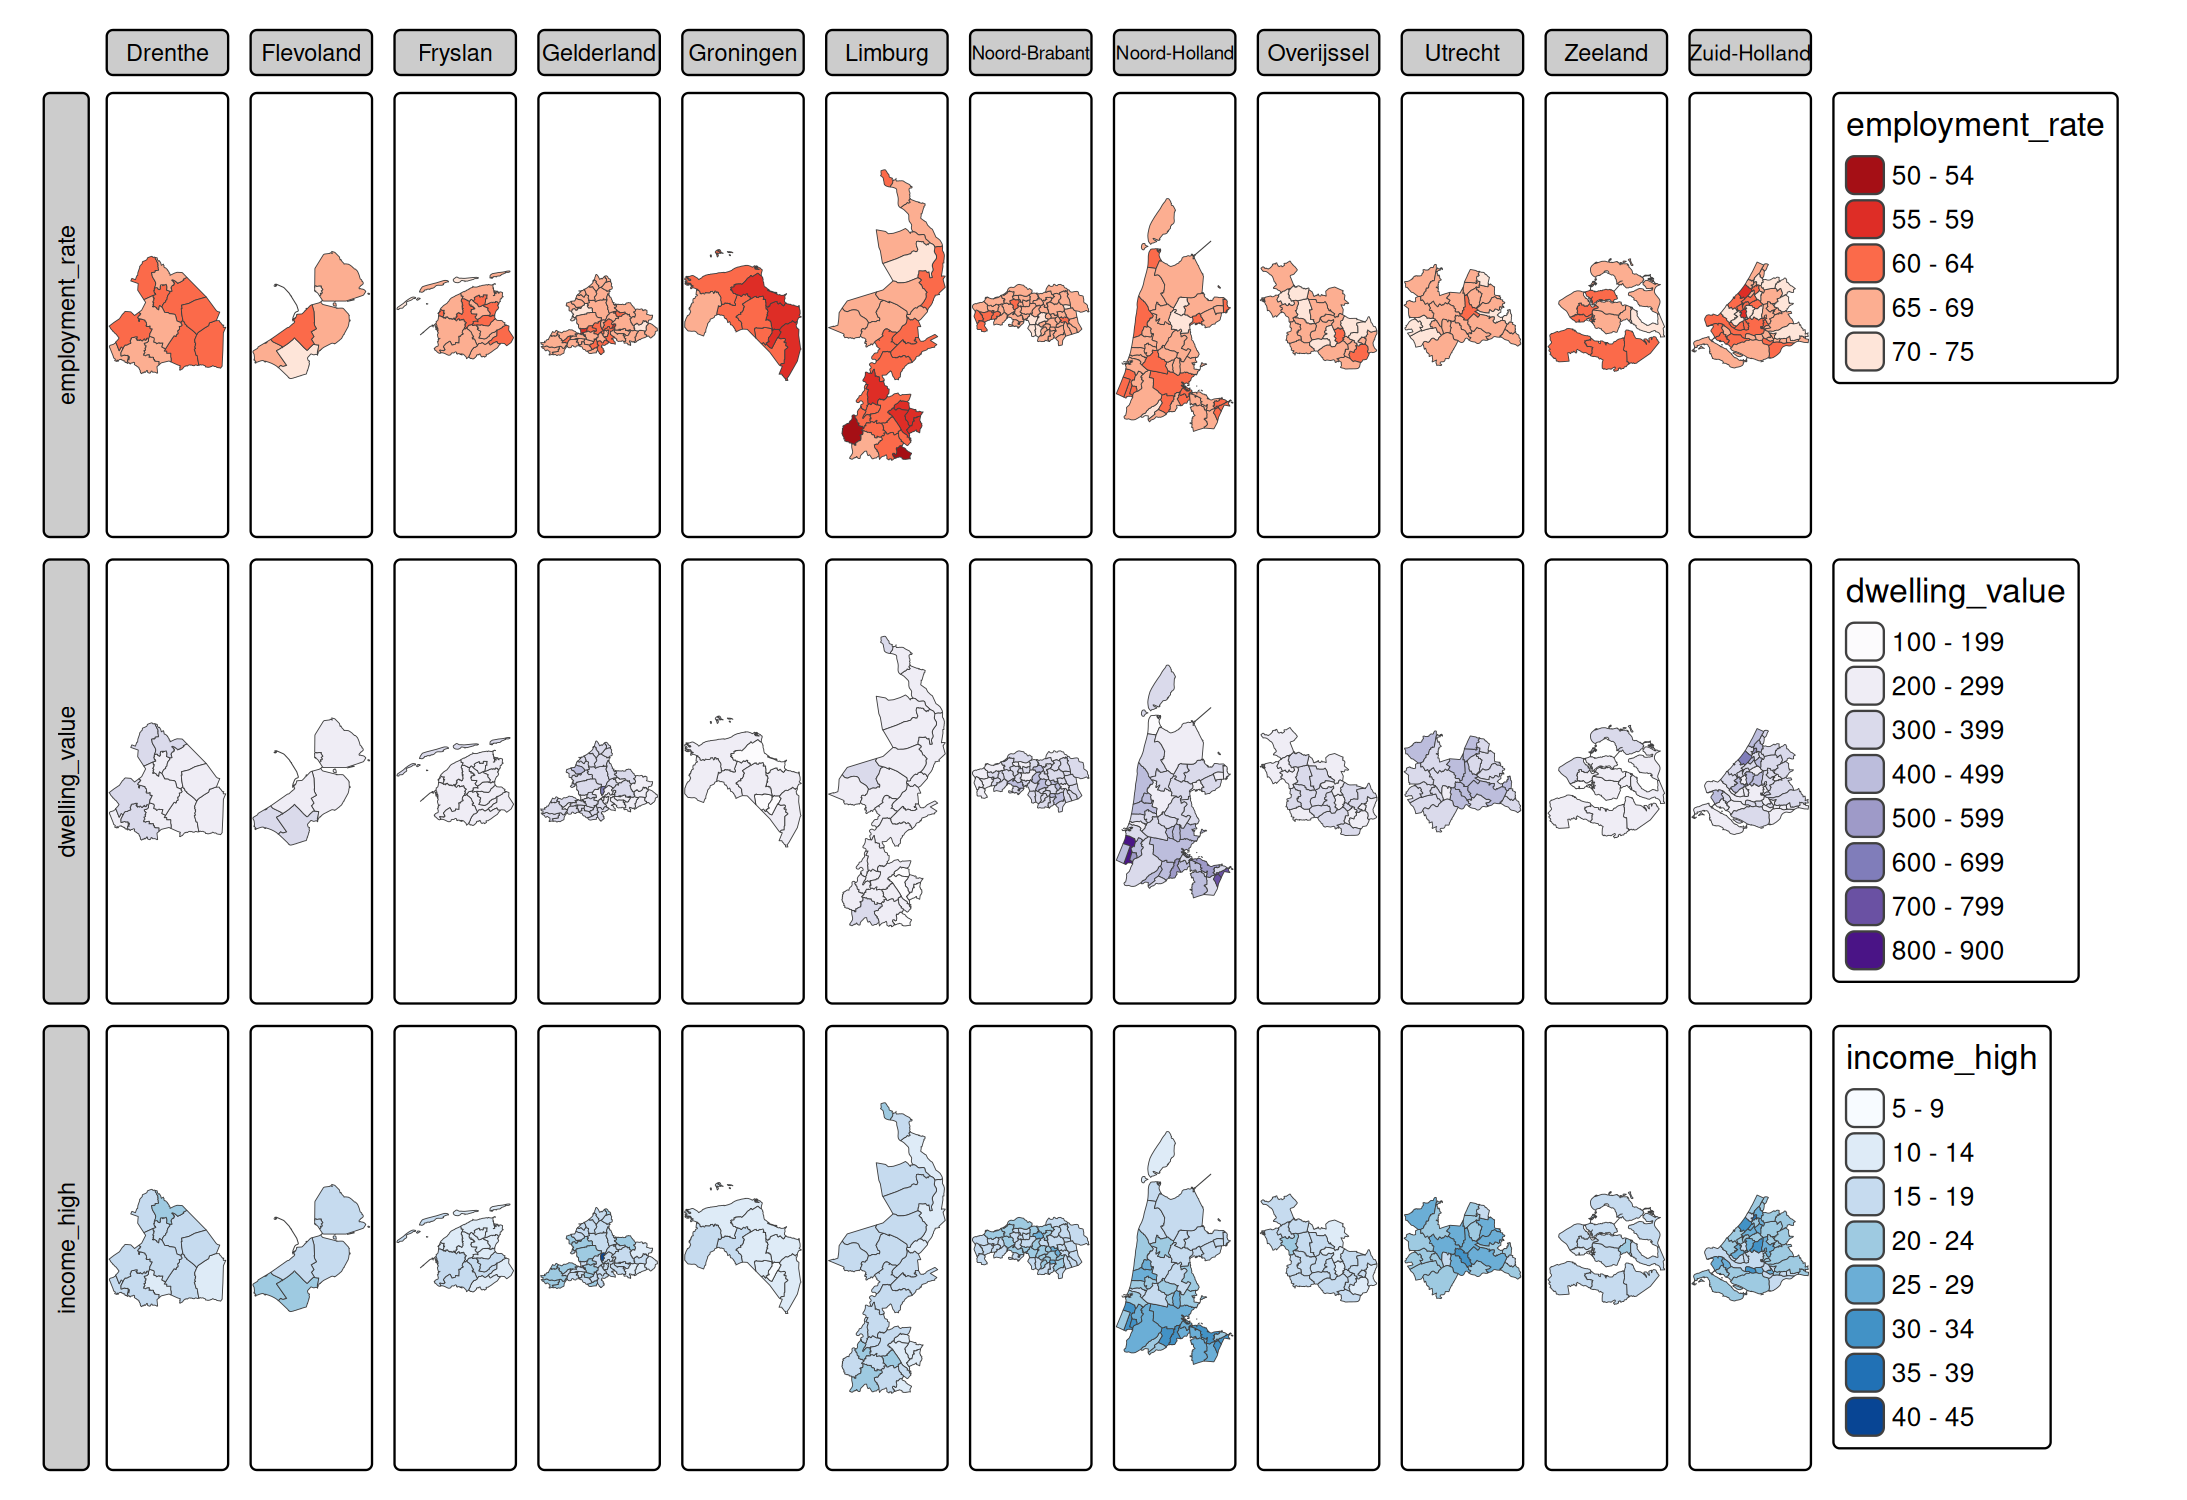 Drenthe
Flevoland
Fryslan
Gelderland
Groningen
Limburg
Noord-Brabant
Noord-Holland
Overijssel
Utrecht
Zeeland
Zuid-Holland
employment_rate
employment_rate
50 - 54
55 - 59
60 - 64
65 - 69
70 - 75
dwelling_value
dwelling_value
100 - 199
200 - 299
300 - 399
400 - 499
500 - 599
600 - 699
700 - 799
800 - 900
income_high
income_high
5 - 9
10 - 14
15 - 19
20 - 24
25 - 29
30 - 34
35 - 39
40 - 45